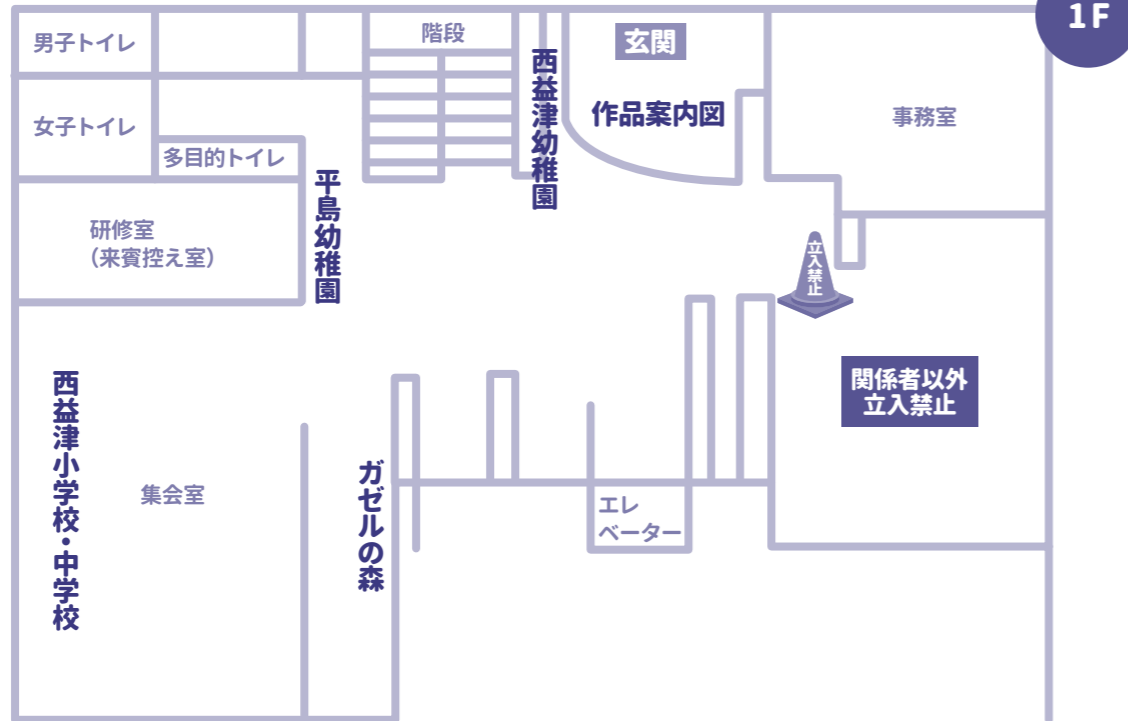 1F
男子トイレ
階段
玄関
西益津幼稚園
作品案内図
事務室
女子トイレ
多目的トイレ
平島幼稚園
研修室
（来賓控え室）
立入禁止
関係者以外
立入禁止
西益津小学校・中学校
集会室
ガゼルの森
エレ
ベーター